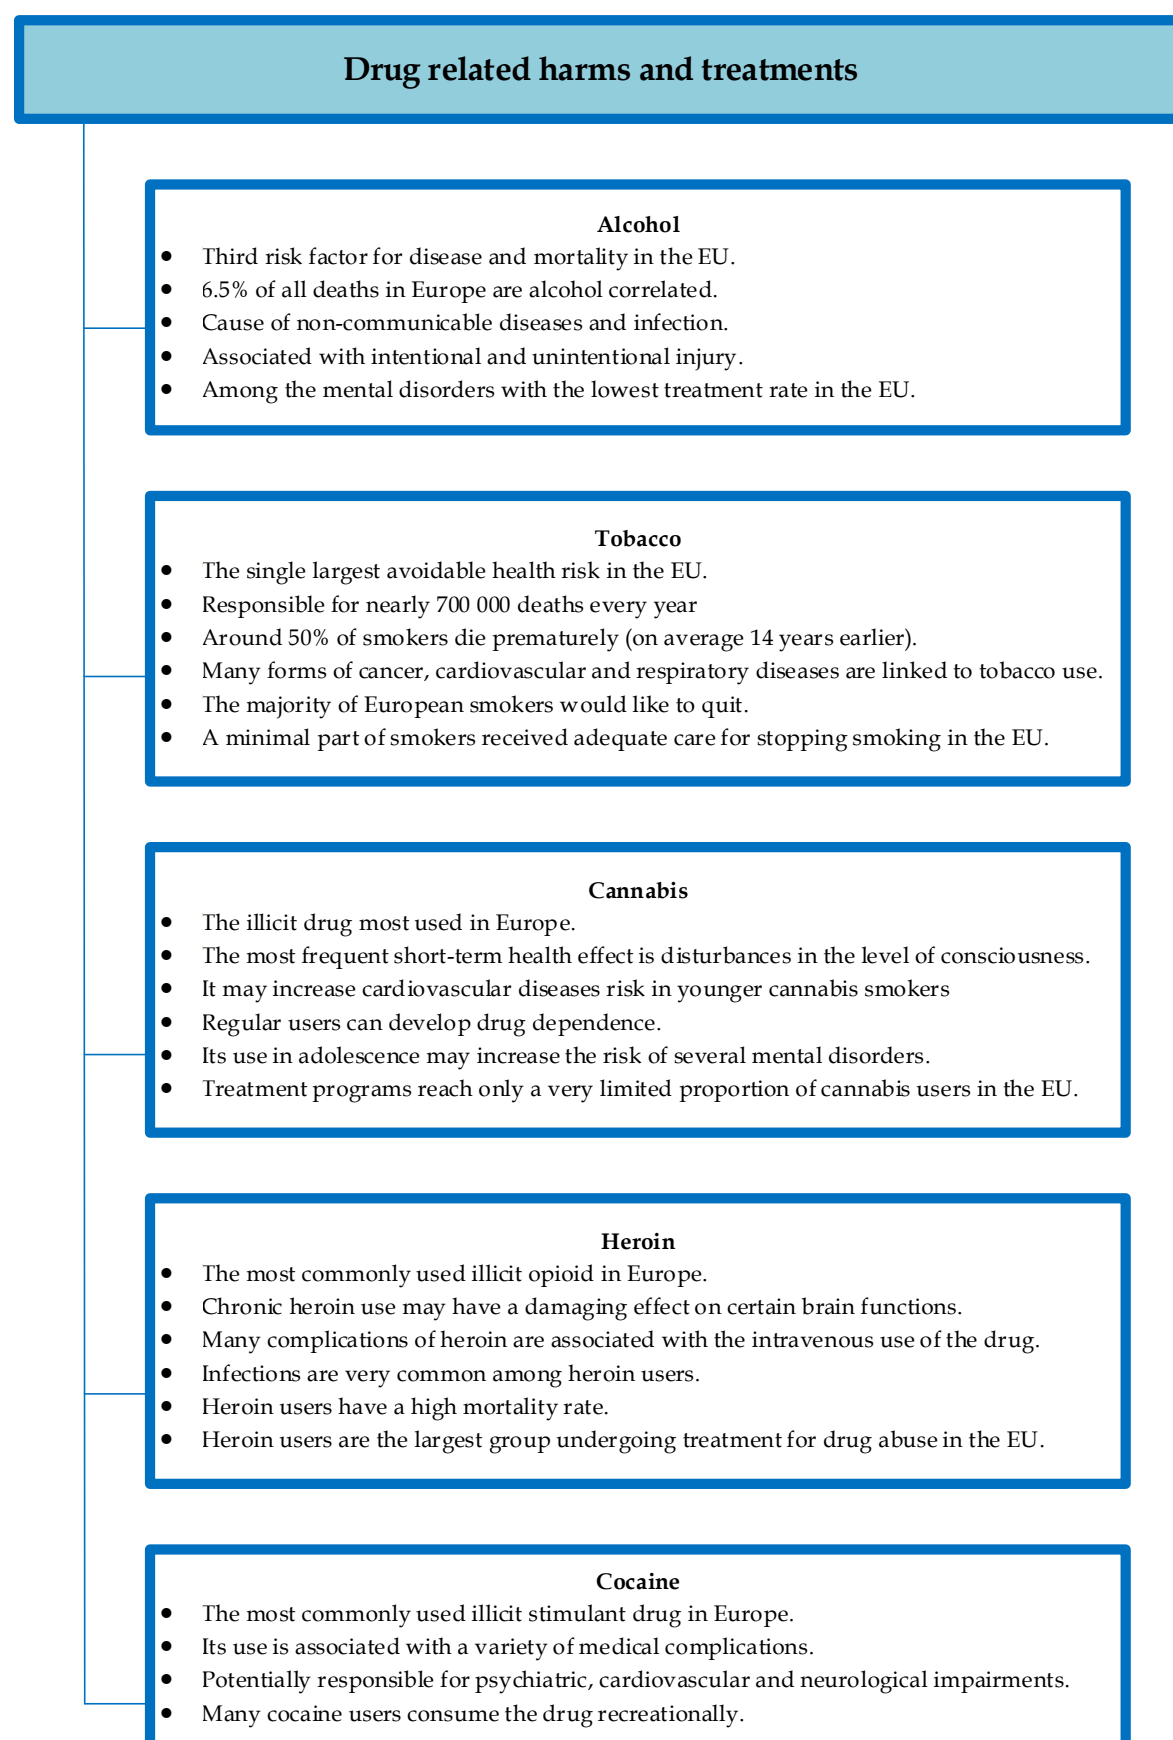 Drug related harms and treatments
Alcohol
• Third risk factor for disease and mortality in the EU.
• 6.5% of all deaths in Europe are alcohol correlated.
• Cause of non-communicable diseases and infection.
• Associated with intentional and unintentional injury.
• Among the mental disorders with the lowest treatment rate in the EU.
Tobacco
• The single largest avoidable health risk in the EU.
• Responsible for nearly 700 000 deaths every year
• Around 50% of smokers die prematurely (on average 14 years earlier).
• Many forms of cancer, cardiovascular and respiratory diseases are linked to tobacco use.
• The majority of European smokers would like to quit.
• A minimal part of smokers received adequate care for stopping smoking in the EU.
Cannabis
• The illicit drug most used in Europe.
• The most frequent short-term health effect is disturbances in the level of consciousness.
• It may increase cardiovascular diseases risk in younger cannabis smokers
• Regular users can develop drug dependence.
• Its use in adolescence may increase the risk of several mental disorders.
• Treatment programs reach only a very limited proportion of cannabis users in the EU.
Heroin
• The most commonly used illicit opioid in Europe.
• Chronic heroin use may have a damaging effect on certain brain functions.
• Many complications of heroin are associated with the intravenous use of the drug.
• Infections are very common among heroin users.
• Heroin users have a high mortality rate.
• Heroin users are the largest group undergoing treatment for drug abuse in the EU.
Cocaine
• The most commonly used illicit stimulant drug in Europe.
• Its use is associated with a variety of medical complications.
• Potentially responsible for psychiatric, cardiovascular and neurological impairments.
• Many cocaine users consume the drug recreationally.